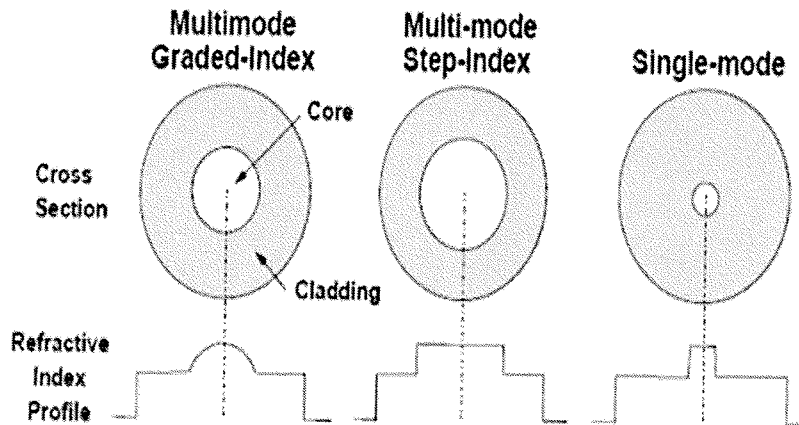 Multimode
Graded-Index
Multi-mode
Step-Index
Single-mode
Core
Cross
Section
Cladding
Refractive
Index
Profile